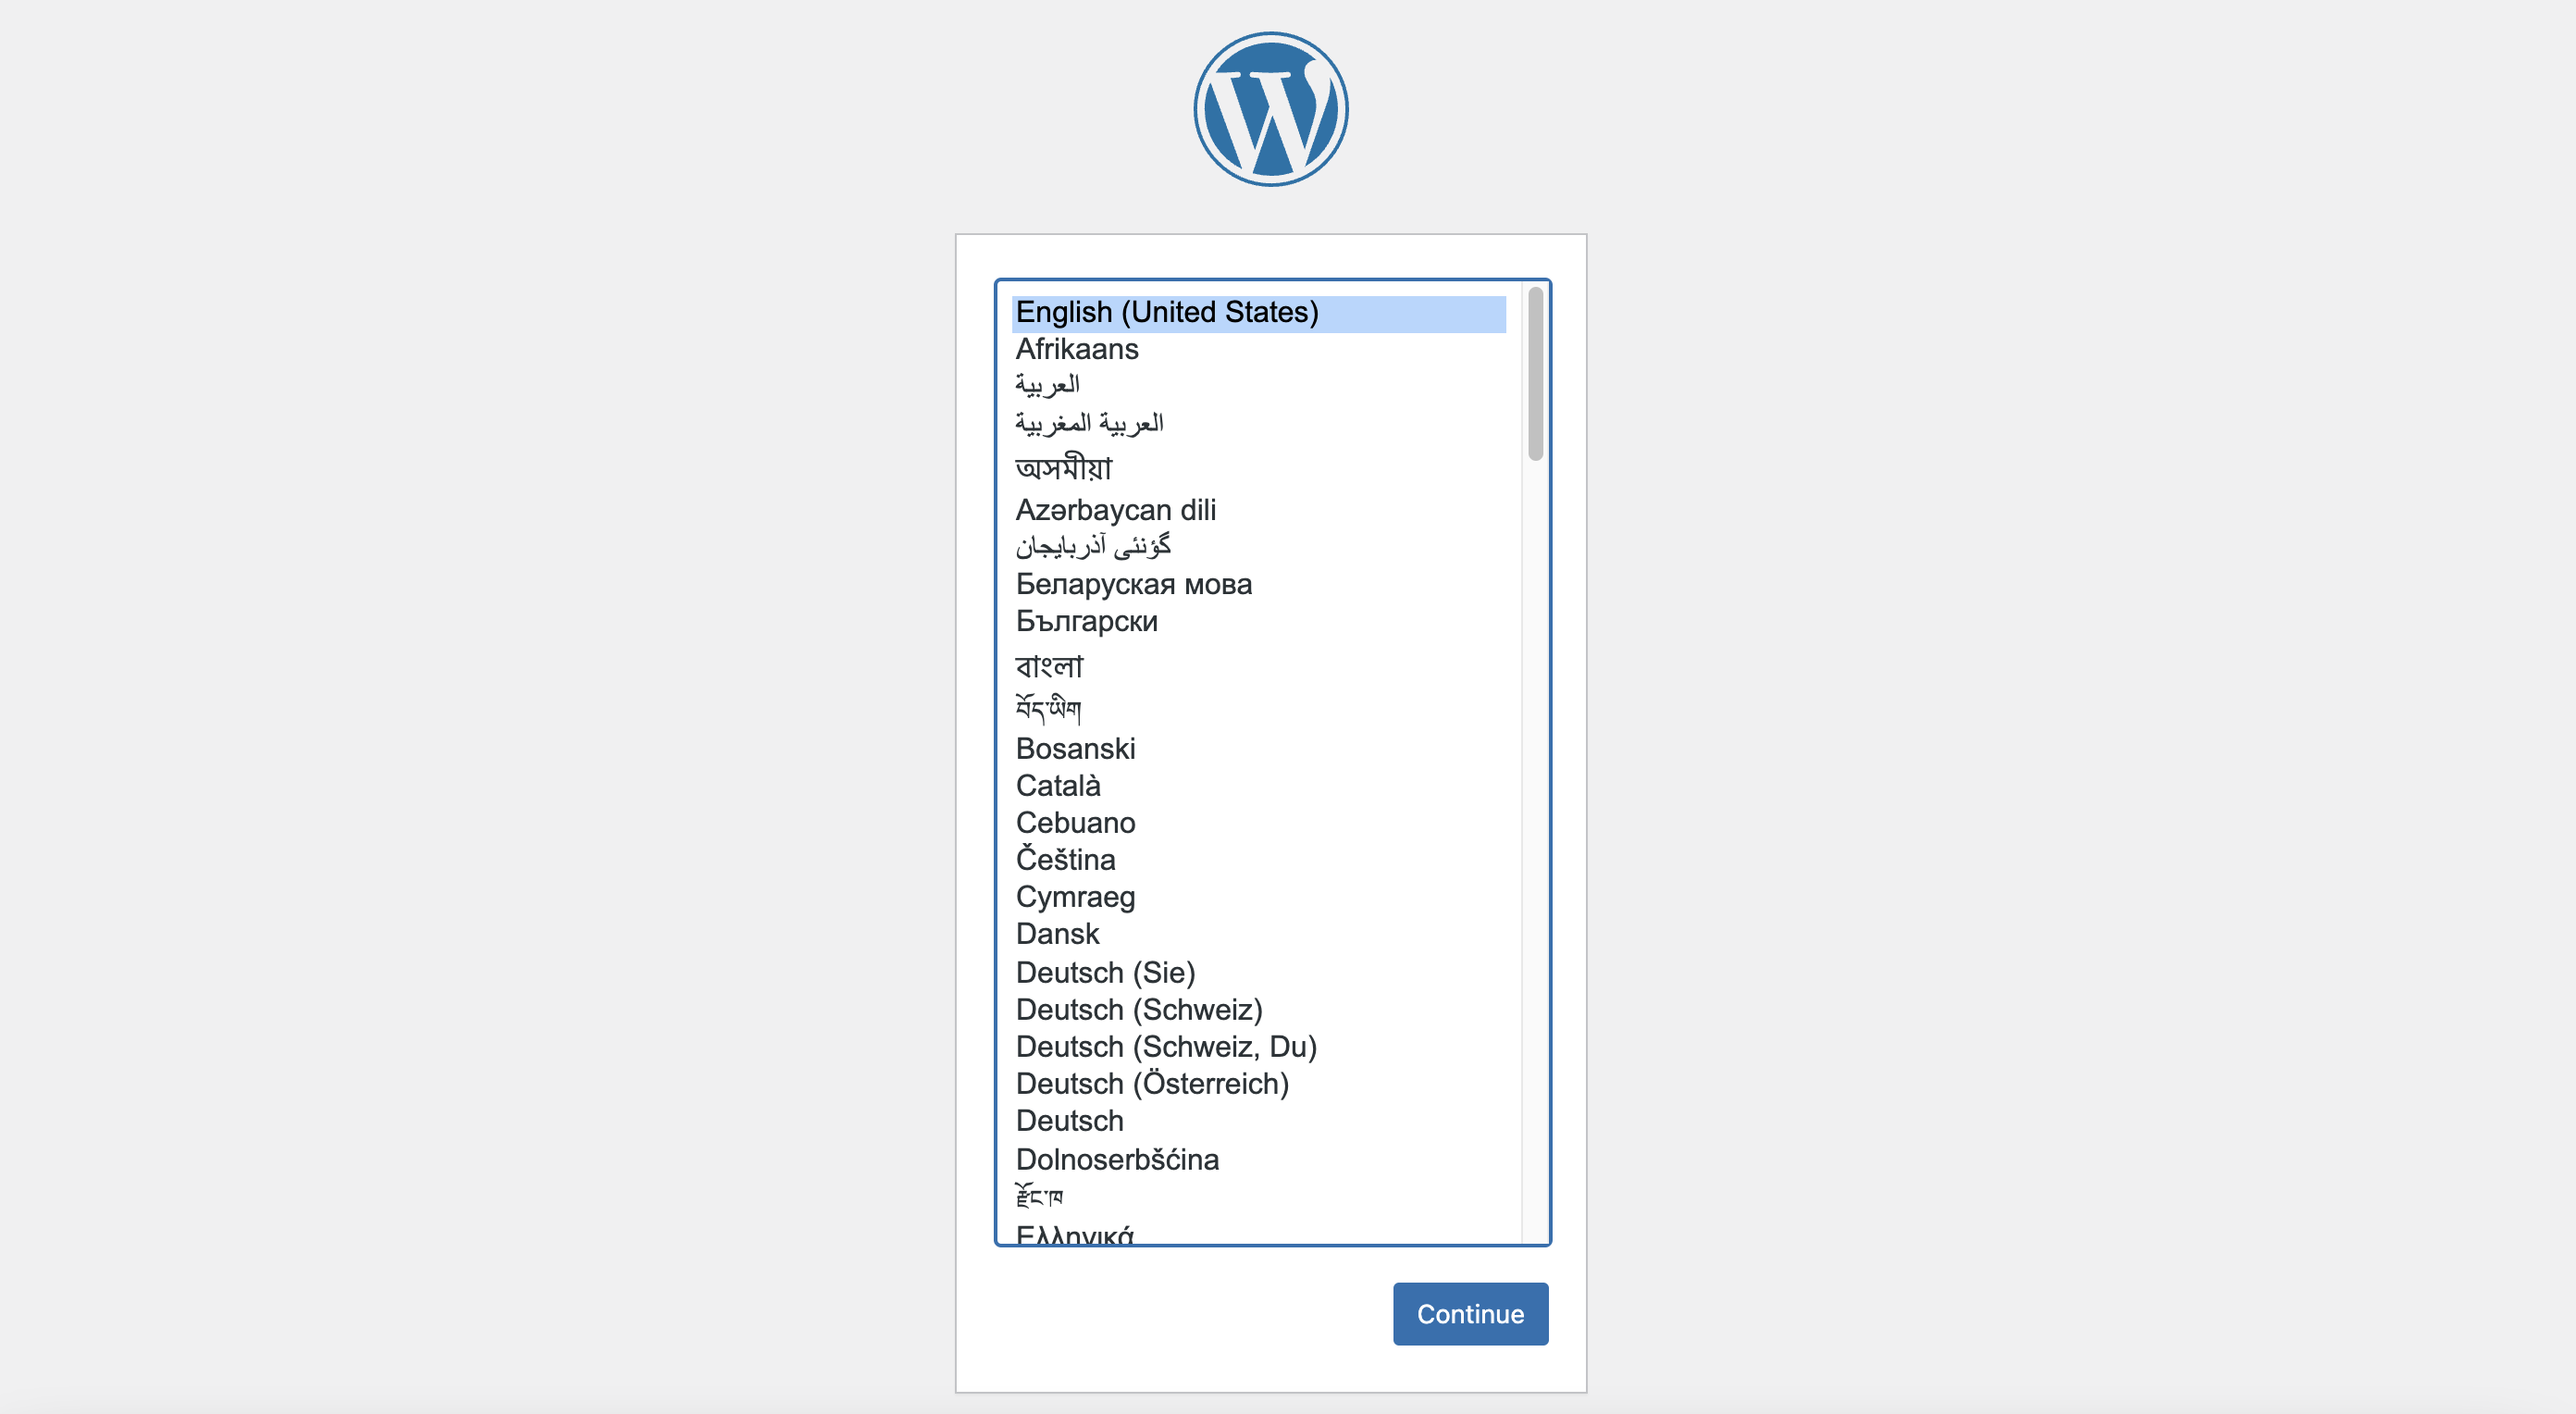 English (United States)
Afrikaans
العربية
العربية المغربية
অসমীয়া
Azərbaycan dili
گؤنئی آذربایجان
Беларуская мова
Български
বাংলা
བོད་ཡིག
Bosanski
Català
Cebuano
Čeština
Cymraeg
Dansk
Deutsch (Sie)
Deutsch (Schweiz)
Deutsch (Schweiz, Du)
Deutsch (Österreich)
Deutsch
Dolnoserbšćina
རྫོང་ཁ
Ελληνικά
Continue